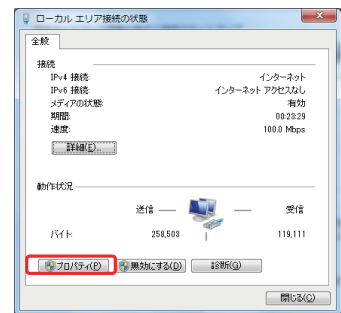 ローカル エリア接続の状態
全般
接続
IPv4 接続: インターネット
IPv6 接続: インターネット アクセスなし
メディアの状態: 有効
期間: 00:23:29
速度: 100.0 Mbps
詳細(E)...
動作状況
送信 受信
バイト: 258,503 119,111
プロパティ(P) 無効にする(D) 診断(G)
閉じる(C)